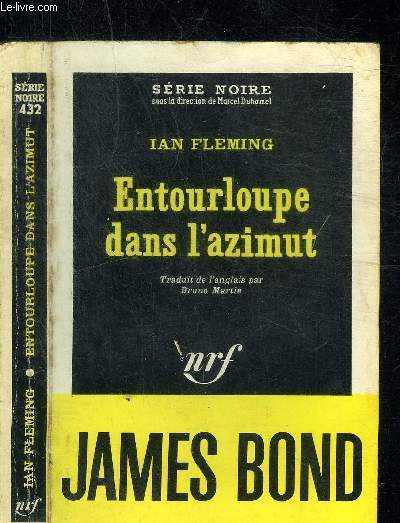 Le-Livre.com
SÉRIE
NOIRE
432
ENTOURLOUPE DANS L'AZIMUT
IAN FLEMING
nrf
SÉRIE NOIRE
sous la direction de Marcel Duhamel
IAN FLEMING
Entourloupe
dans l'azimut
Traduit de l'anglais par
Bruno Martin
nrf
JAMES BOND